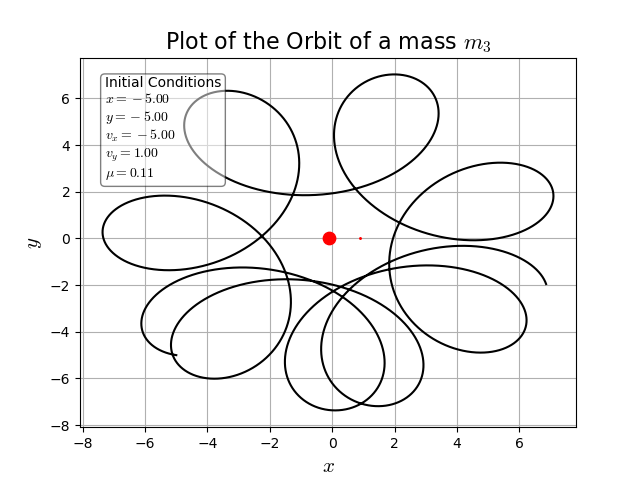 Plot of the Orbit of a mass m₃
Initial Conditions
x = −5.00
y = −5.00
vₓ = −5.00
v_y = 1.00
μ = 0.11
6
4
2
0
−2
−4
−6
−8
y
−8 −6 −4 −2 0 2 4 6
x